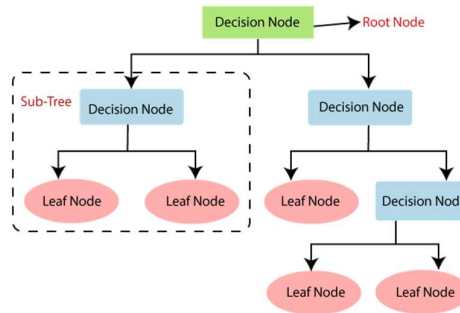 Decision Node
Root Node
Sub-Tree
Decision Node
Decision Node
Leaf Node
Leaf Node
Leaf Node
Decision Nod
Leaf Node
Leaf Node